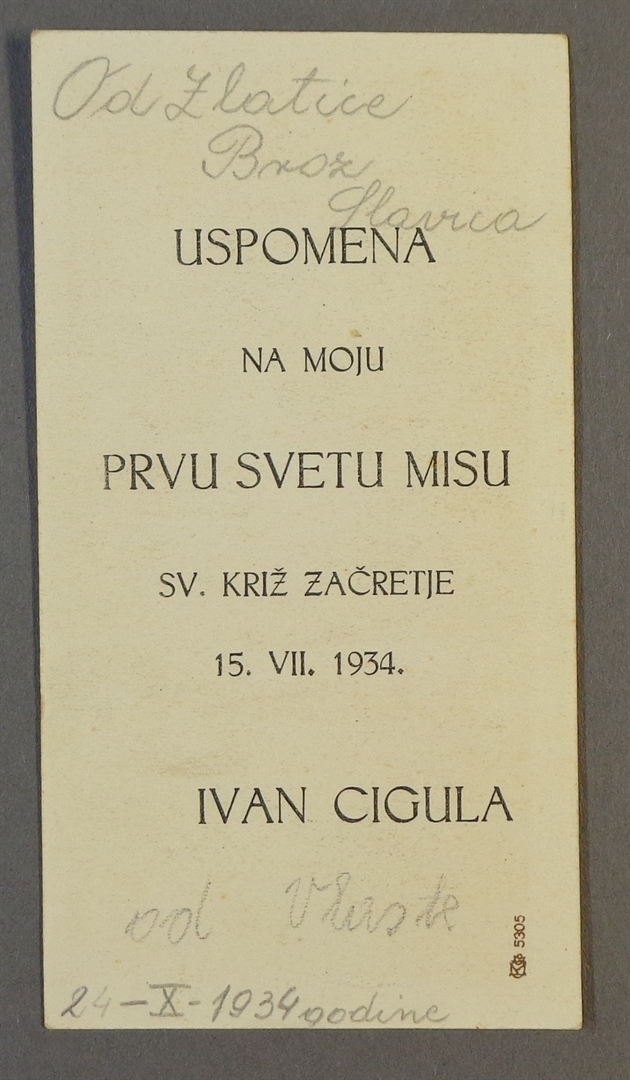 Od Zlatice
Broz
Slavica
USPOMENA
NA MOJU
PRVU SVETU MISU
SV. KRIŽ ZAČRETJE
15. VII. 1934.
IVAN CIGULA
od Vlaste
5305
24-X-1934 godine